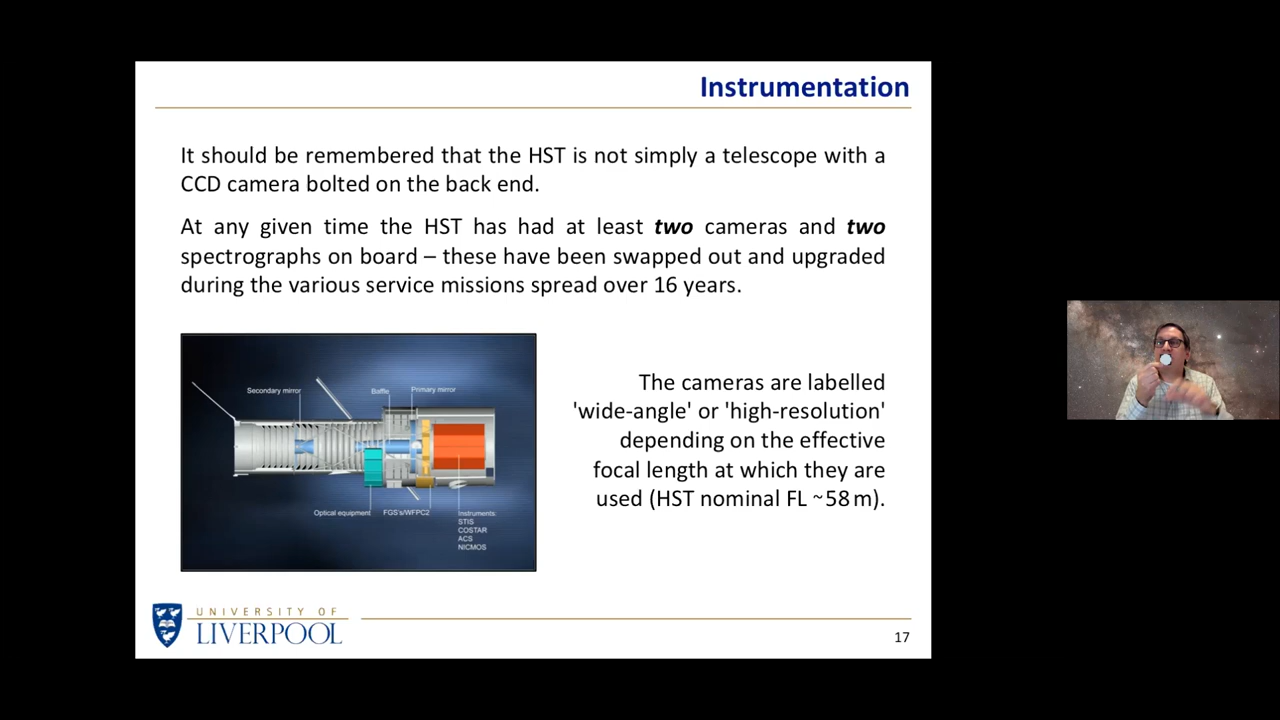 Instrumentation
It should be remembered that the HST is not simply a telescope with a
CCD camera bolted on the back end.
At any given time the HST has had at least two cameras and two
spectrographs on board – these have been swapped out and upgraded
during the various service missions spread over 16 years.
Secondary mirror
Baffle
Primary mirror
Optical equipment
FGS's/WFPC2
Instruments:
STIS
COSTAR
ACS
NICMOS
The cameras are labelled
'wide-angle' or 'high-resolution'
depending on the effective
focal length at which they are
used (HST nominal FL ~58 m).
UNIVERSITY OF
LIVERPOOL
17